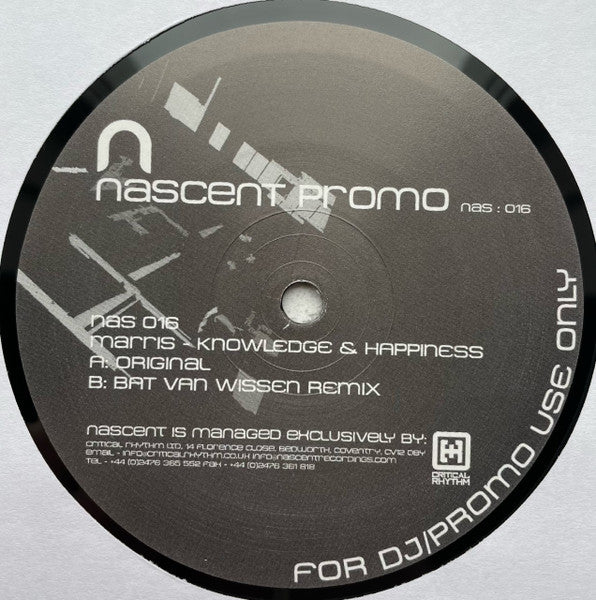 nascent promo nas : 016
nas 016
marris - knowledge & happiness
A: original
B: Bat Van Wissen Remix
nascent is managed exclusively by:
Critical Rhythm Ltd, 14 Florence Close, Bedworth, Coventry, CV12 0BY
email - info@criticalrhythm.co.uk info@nascentrecordings.com
Tel - +44 (0)2476 365 552 Fax - +44 (0)2476 361 818
CRITICAL
RHYTHM
FOR DJ/PROMO USE ONLY